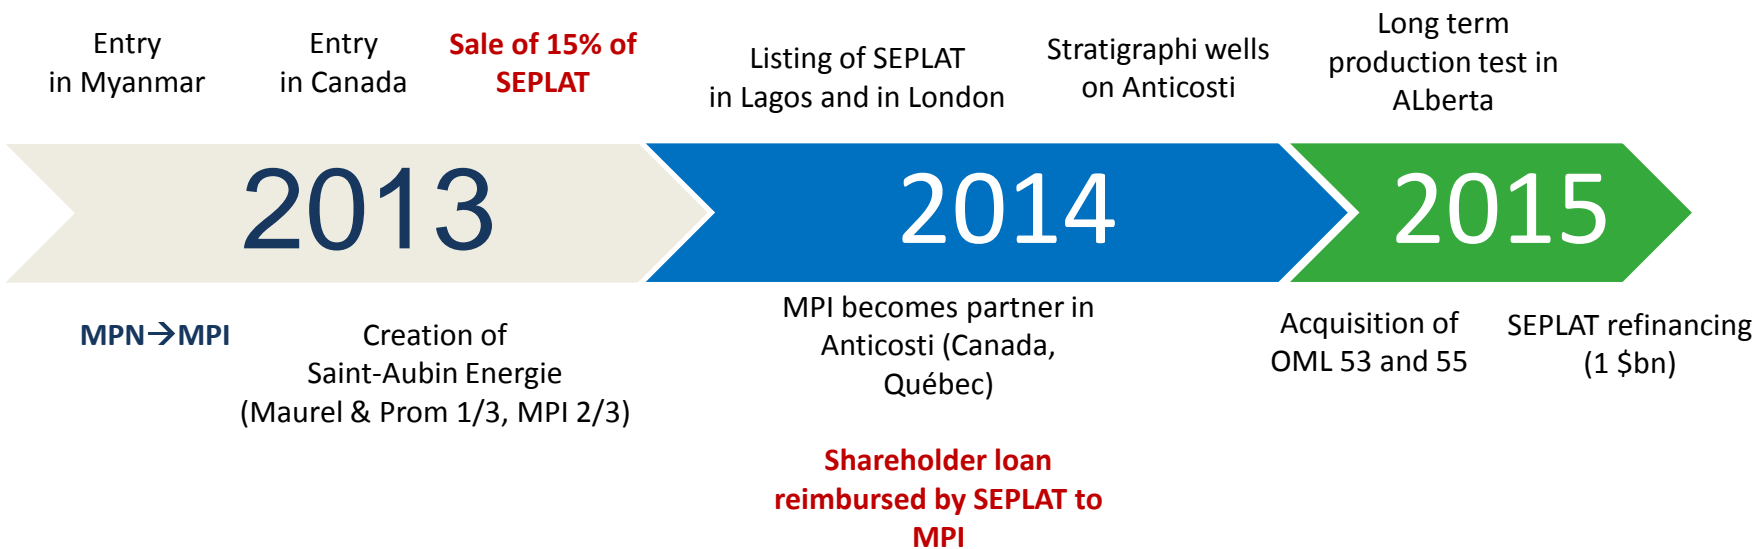 Entry
in Myanmar
Entry
in Canada
Sale of 15% of
SEPLAT
Listing of SEPLAT
in Lagos and in London
Stratigraphi wells
on Anticosti
Long term
production test in
ALberta
2013
2014
2015
MPN→MPI
Creation of
Saint-Aubin Energie
(Maurel & Prom 1/3, MPI 2/3)
MPI becomes partner in
Anticosti (Canada,
Québec)
Shareholder loan
reimbursed by SEPLAT to
MPI
Acquisition of
OML 53 and 55
SEPLAT refinancing
(1 $bn)